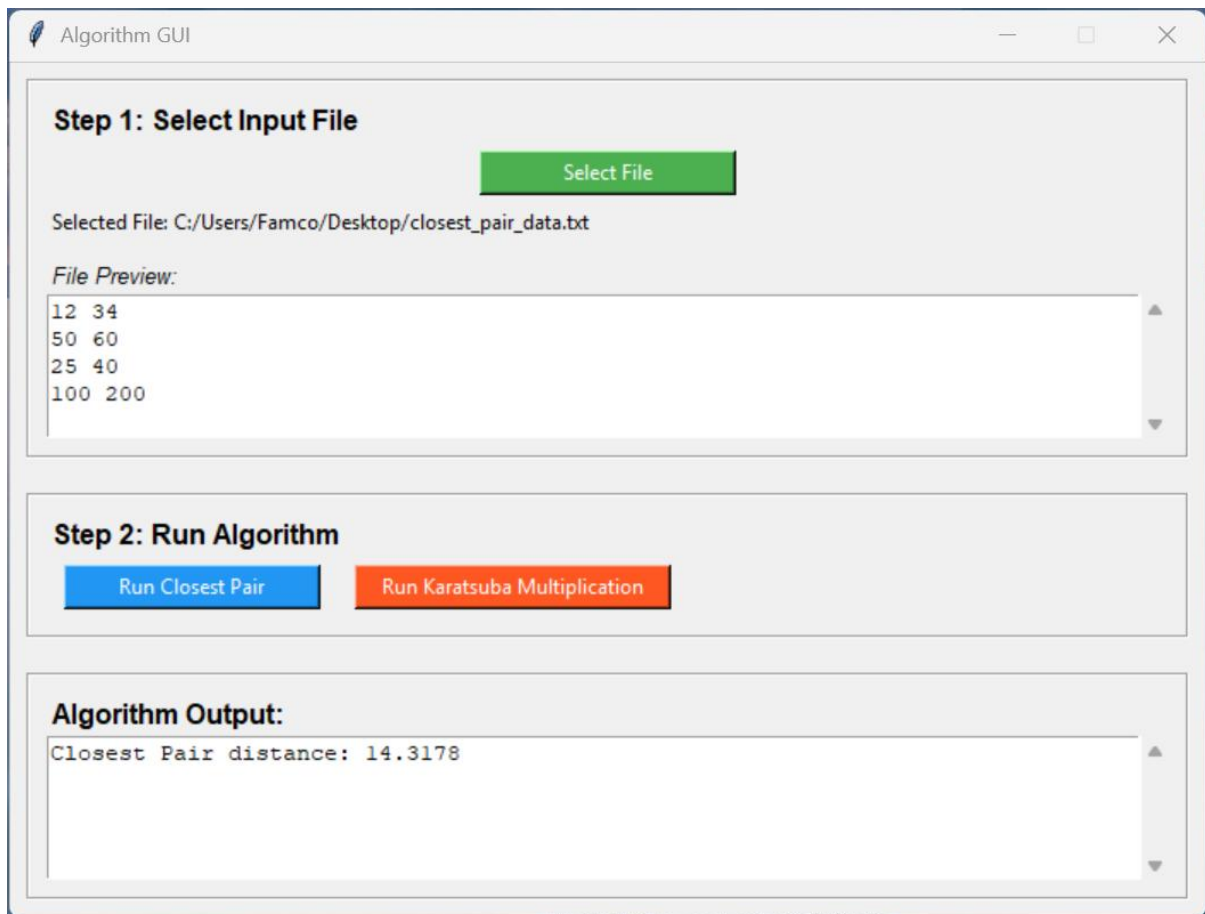 Algorithm GUI
Step 1: Select Input File
Select File
Selected File: C:/Users/Famco/Desktop/closest_pair_data.txt
File Preview:
12 34
50 60
25 40
100 200
Step 2: Run Algorithm
Run Closest Pair
Run Karatsuba Multiplication
Algorithm Output:
Closest Pair distance: 14.3178